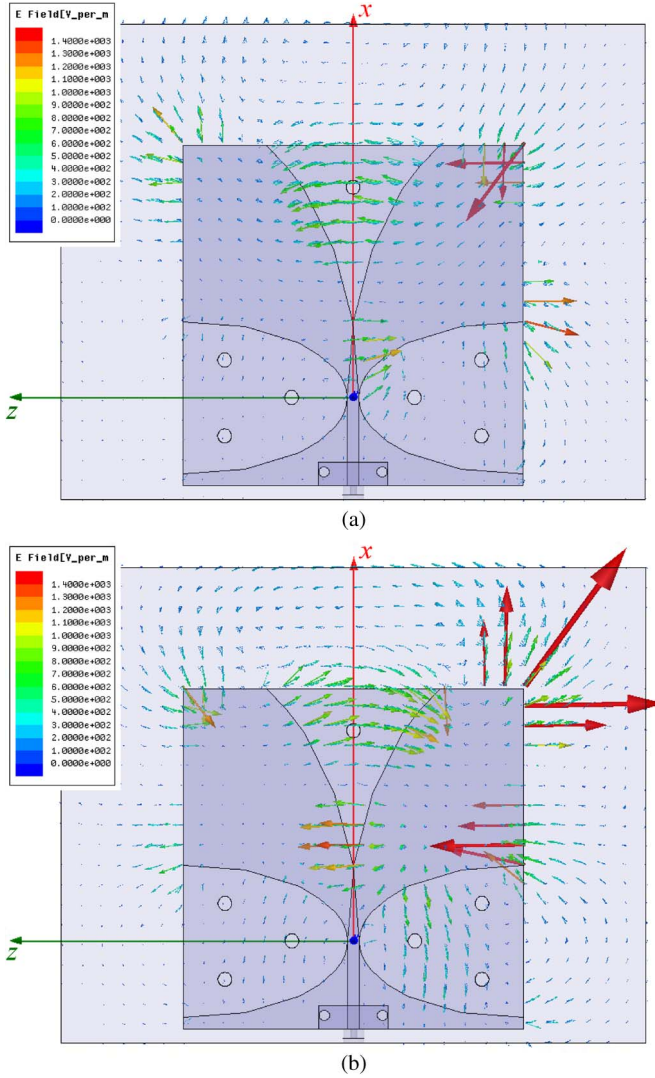 E Field[V_per_m
1.4000e+003
1.3000e+003
1.2000e+003
1.1000e+003
1.0000e+003
9.0000e+002
8.0000e+002
7.0000e+002
6.0000e+002
5.0000e+002
4.0000e+002
3.0000e+002
2.0000e+002
1.0000e+002
0.0000e+000
x
z
(a)
E Field[V_per_m
1.4000e+003
1.3000e+003
1.2000e+003
1.1000e+003
1.0000e+003
9.0000e+002
8.0000e+002
7.0000e+002
6.0000e+002
5.0000e+002
4.0000e+002
3.0000e+002
2.0000e+002
1.0000e+002
0.0000e+000
x
z
(b)